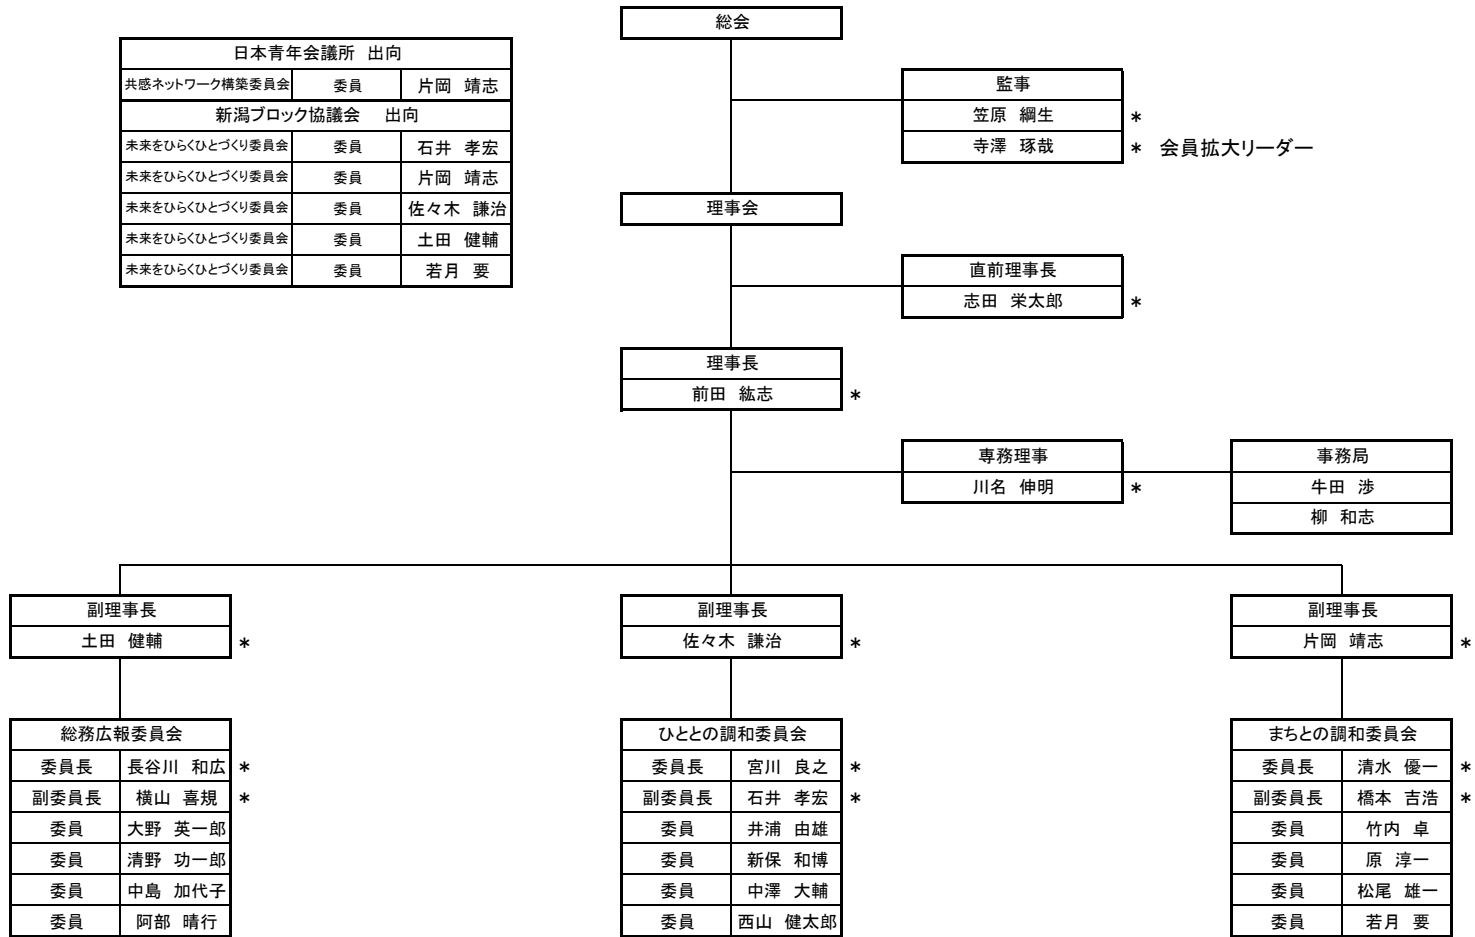 総会
日本青年会議所 出向
共感ネットワーク構築委員会 委員 片岡 靖志
新潟ブロック協議会 出向
未来をひらくひとづくり委員会 委員 石井 孝宏
未来をひらくひとづくり委員会 委員 片岡 靖志
未来をひらくひとづくり委員会 委員 佐々木 謙治
未来をひらくひとづくり委員会 委員 土田 健輔
未来をひらくひとづくり委員会 委員 若月 要
監事
笠原 綱生 *
寺澤 琢哉 * 会員拡大リーダー
理事会
直前理事長
志田 栄太郎 *
理事長
前田 紘志 *
専務理事
川名 伸明 *
事務局
牛田 渉
柳 和志
副理事長
土田 健輔 *
副理事長
佐々木 謙治 *
副理事長
片岡 靖志 *
総務広報委員会
委員長 長谷川 和広 *
副委員長 横山 喜規 *
委員 大野 英一郎
委員 清野 功一郎
委員 中島 加代子
委員 阿部 晴行
ひととの調和委員会
委員長 宮川 良之 *
副委員長 石井 孝宏 *
委員 井浦 由雄
委員 新保 和博
委員 中澤 大輔
委員 西山 健太郎
まちとの調和委員会
委員長 清水 優一 *
副委員長 橋本 吉浩 *
委員 竹内 卓
委員 原 淳一
委員 松尾 雄一
委員 若月 要